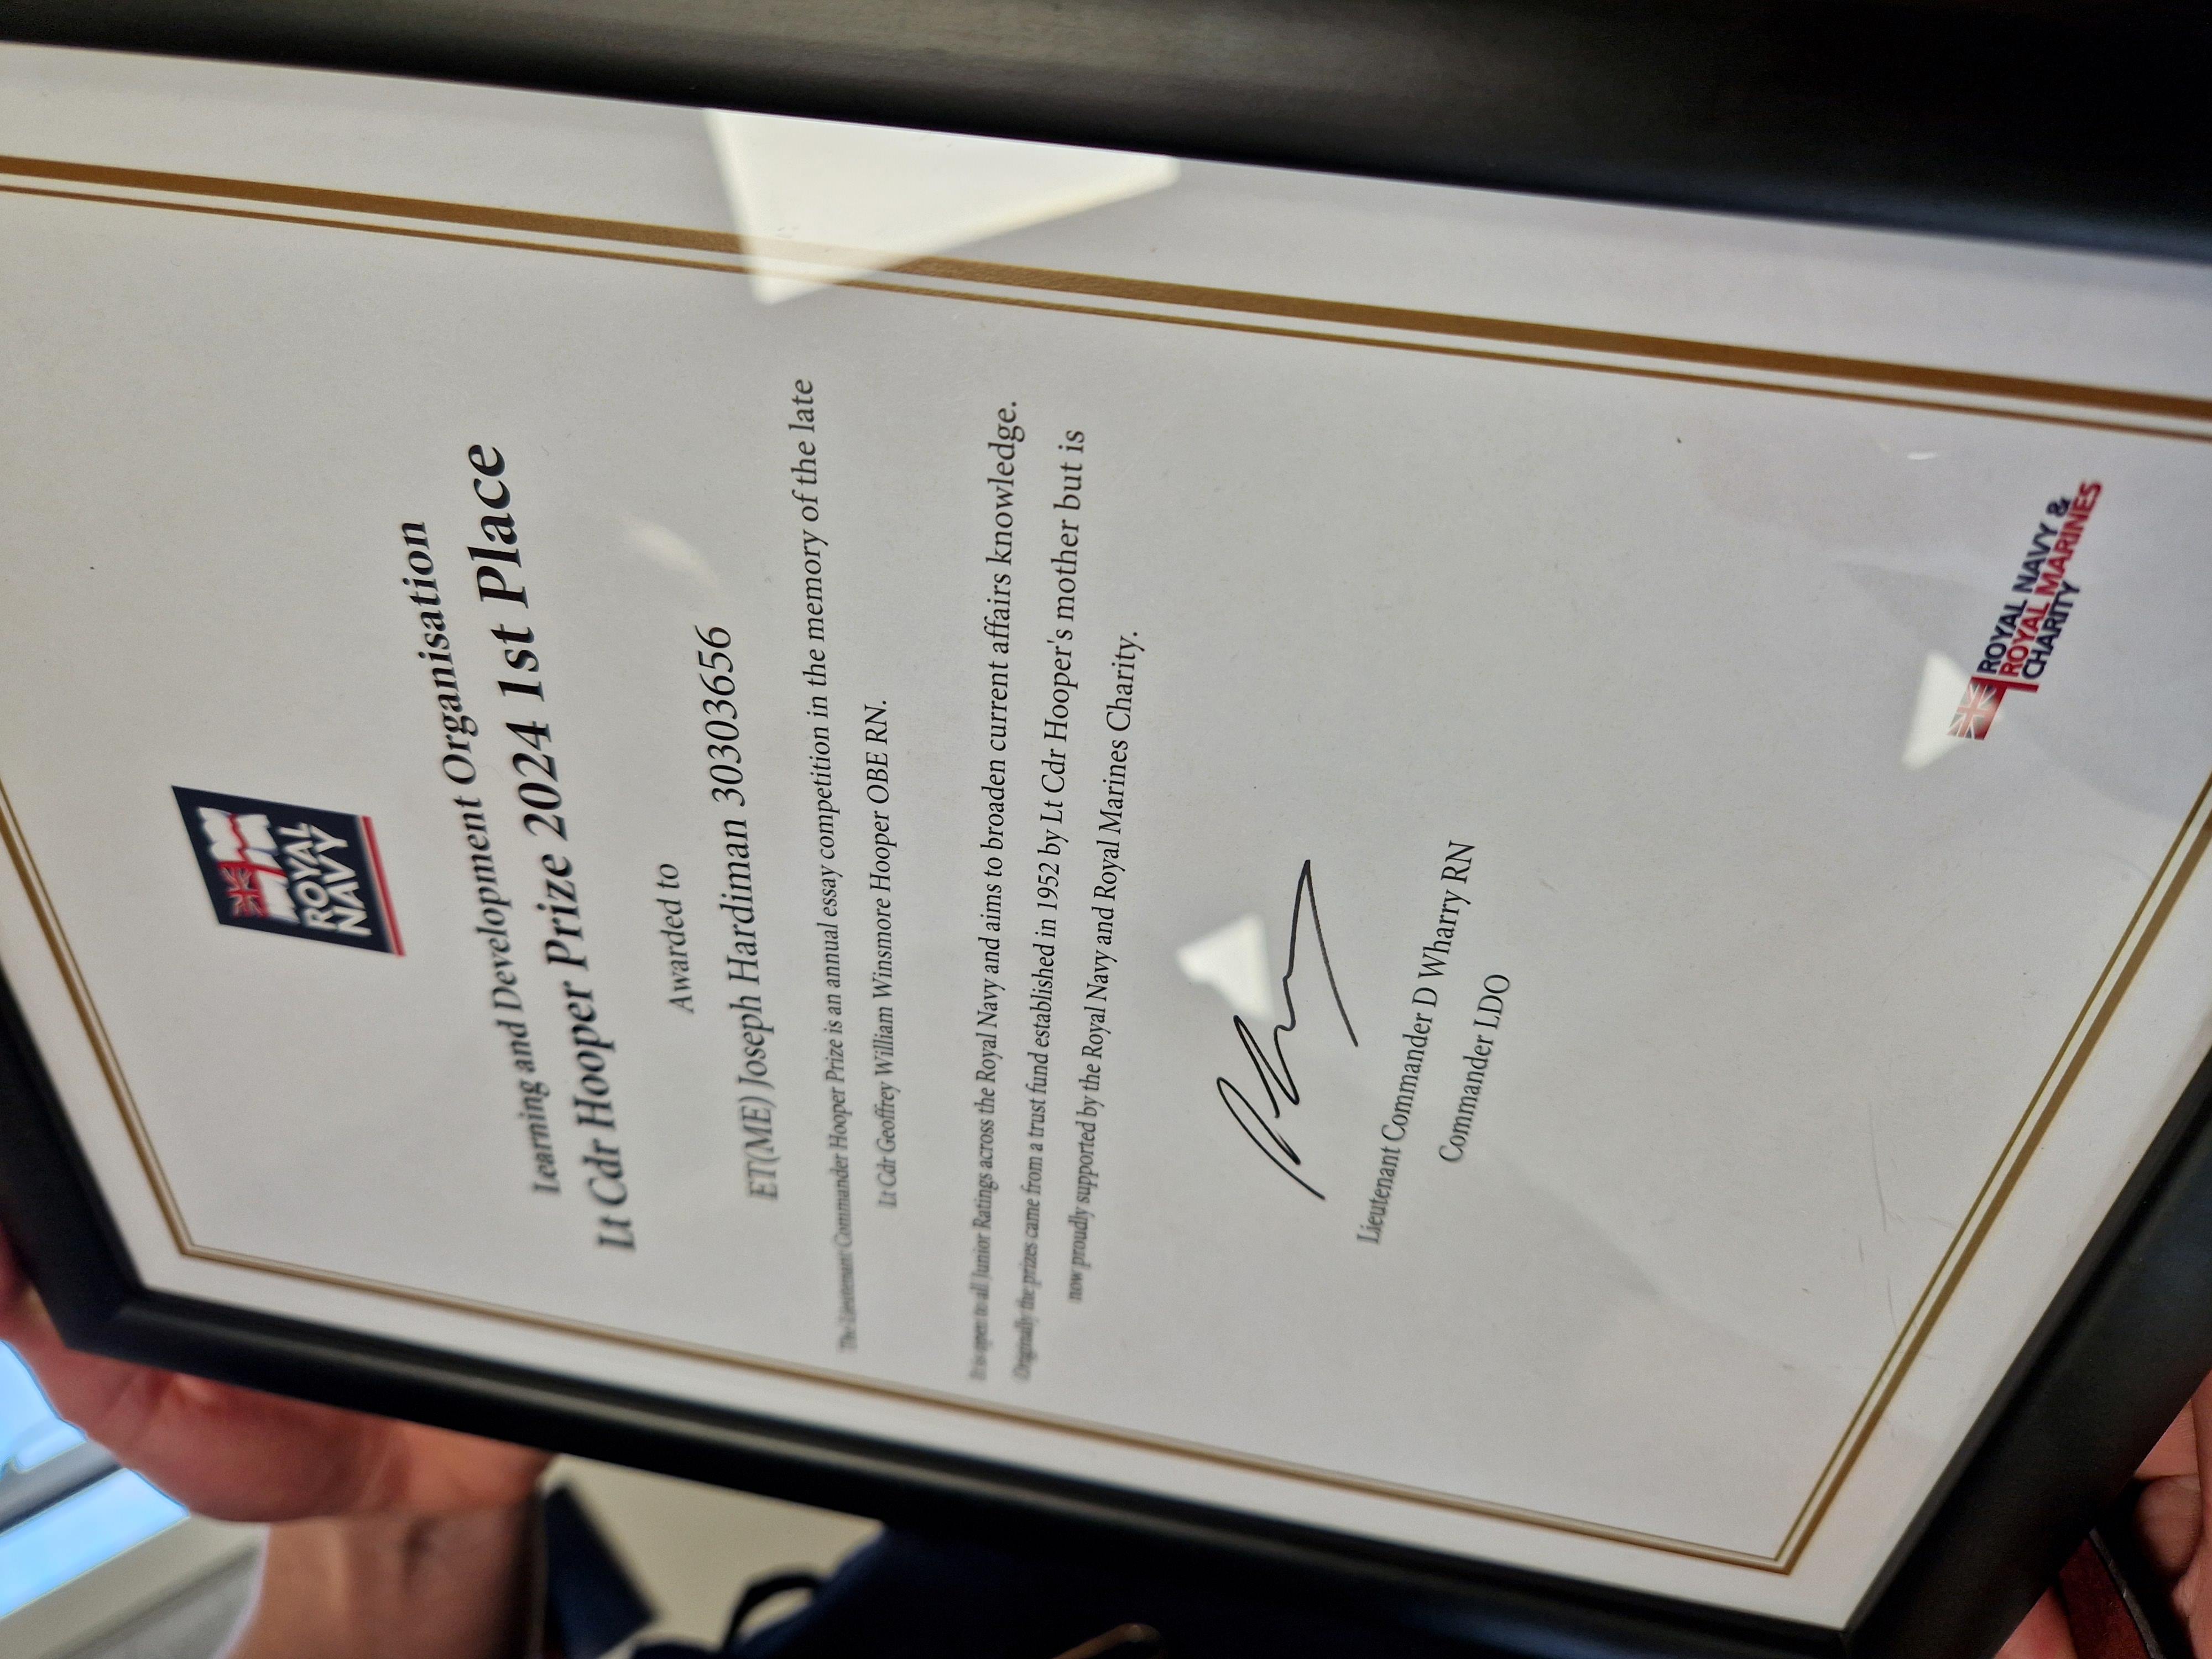 ROYAL
NAVY
Learning and Development Organisation
Lt Cdr Hooper Prize 2024 1st Place
Awarded to
ET(ME) Joseph Hardiman 30303656
The Lieutenant Commander Hooper Prize is an annual essay competition in the memory of the late
Lt Cdr Geoffrey William Winsmore Hooper OBE RN.
It is open to all Junior Ratings across the Royal Navy and aims to broaden current affairs knowledge.
Originally the prizes came from a trust fund established in 1952 by Lt Cdr Hooper's mother but is
now proudly supported by the Royal Navy and Royal Marines Charity.
Lieutenant Commander D Wharry RN
Commander LDO
ROYAL NAVY &
ROYAL MARINES
CHARITY